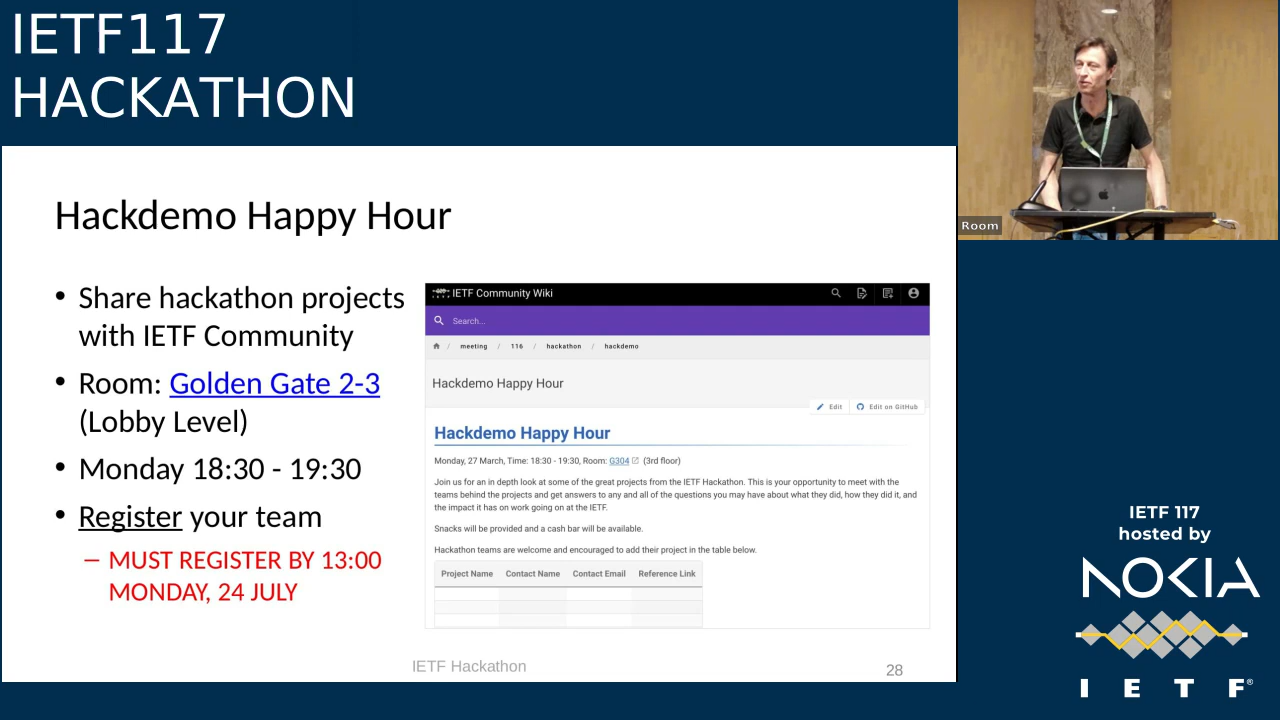 IETF117
HACKATHON
Room
Hackdemo Happy Hour
• Share hackathon projects
with IETF Community
• Room: Golden Gate 2-3
(Lobby Level)
• Monday 18:30 - 19:30
• Register your team
– MUST REGISTER BY 13:00
MONDAY, 24 JULY
IETF Community Wiki
Search...
/ meeting / 116 / hackathon / hackdemo
Hackdemo Happy Hour
Edit Edit on GitHub
Hackdemo Happy Hour
Monday, 27 March, Time: 18:30 - 19:30, Room: G304 (3rd floor)
Join us for an in depth look at some of the great projects from the IETF Hackathon. This is your opportunity to meet with the
teams behind the projects and get answers to any and all of the questions you may have about what they did, how they did it, and
the impact it has on work going on at the IETF.
Snacks will be provided and a cash bar will be available.
Hackathon teams are welcome and encouraged to add their project in the table below.
Project Name Contact Name Contact Email Reference Link
IETF Hackathon
28
IETF 117
hosted by
NOKIA
I E T F®